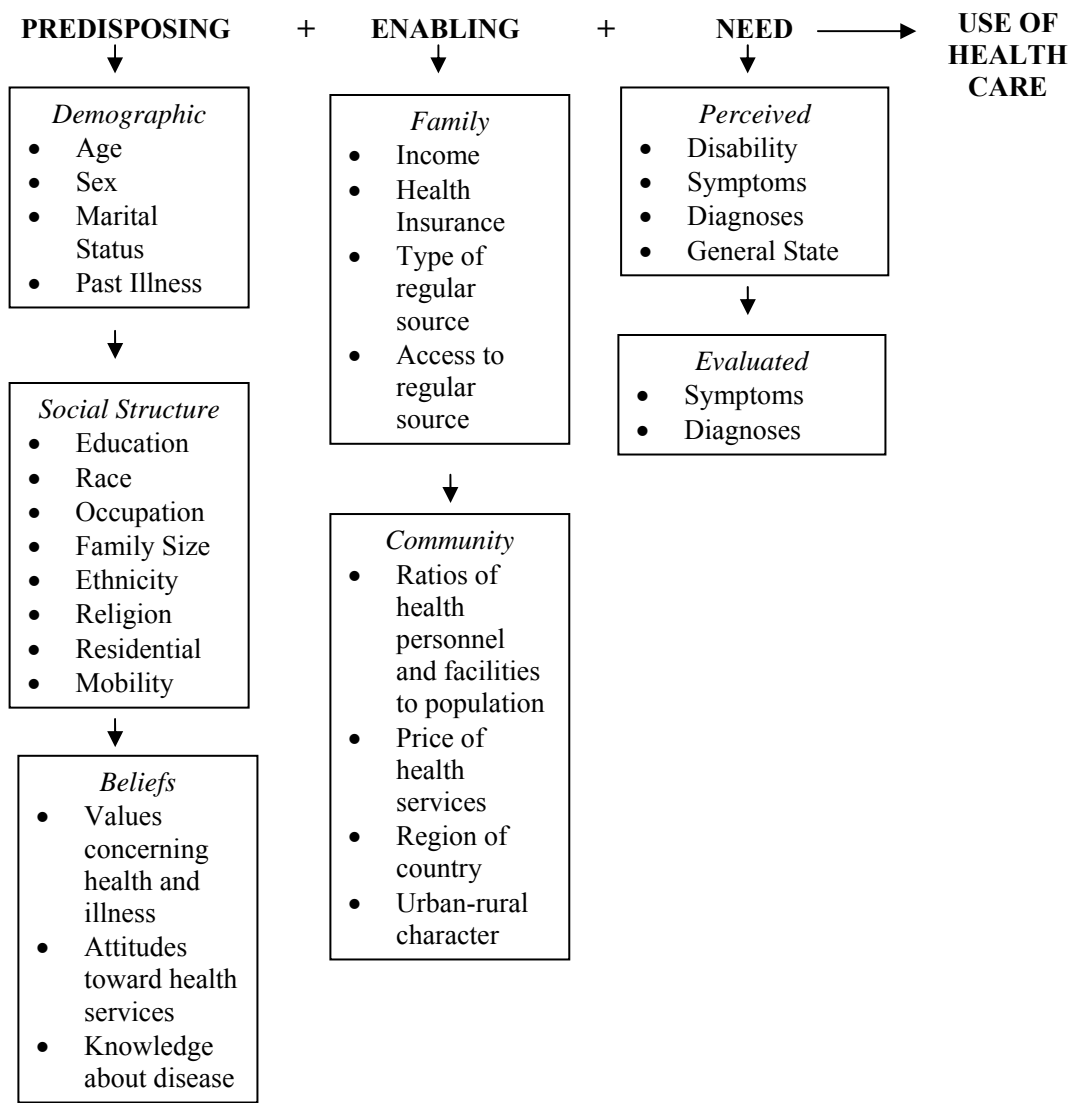 PREDISPOSING + ENABLING + NEED USE OF
HEALTH
CARE
Demographic
• Age
• Sex
• Marital
Status
• Past Illness
Social Structure
• Education
• Race
• Occupation
• Family Size
• Ethnicity
• Religion
• Residential
• Mobility
Beliefs
• Values
concerning
health and
illness
• Attitudes
toward health
services
• Knowledge
about disease
Family
• Income
• Health
Insurance
• Type of
regular
source
• Access to
regular
source
Community
• Ratios of
health
personnel
and facilities
to population
• Price of
health
services
• Region of
country
• Urban-rural
character
Perceived
• Disability
• Symptoms
• Diagnoses
• General State
Evaluated
• Symptoms
• Diagnoses